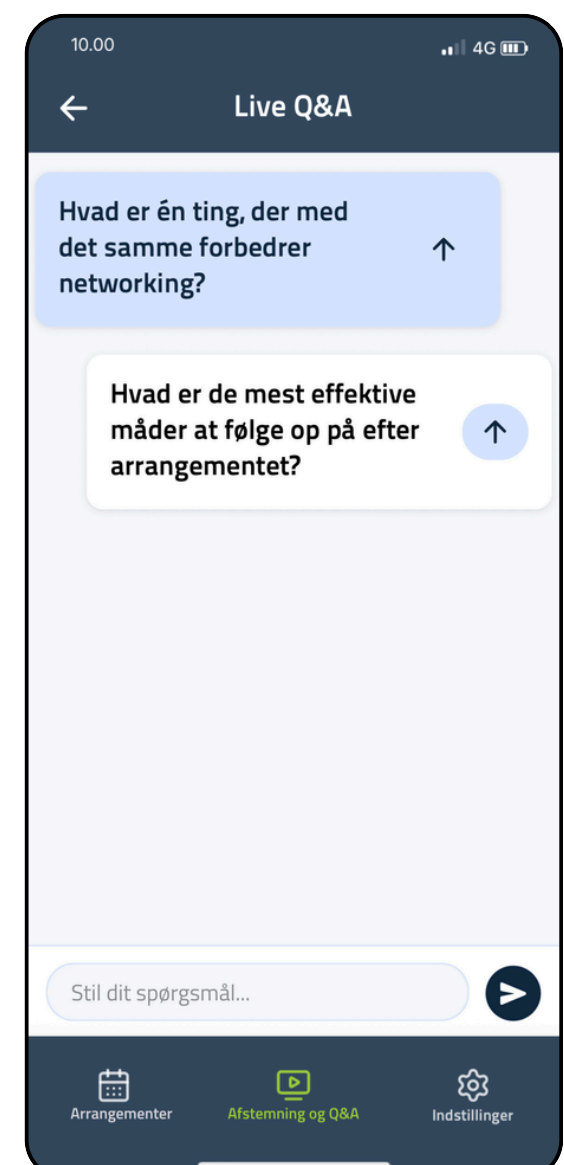 10.00
4G
Live Q&A
Hvad er én ting, der med
det samme forbedrer
networking?
Hvad er de mest effektive
måder at følge op på efter
arrangementet?
Stil dit spørgsmål...
Arrangementer
Afstemning og Q&A
Indstillinger